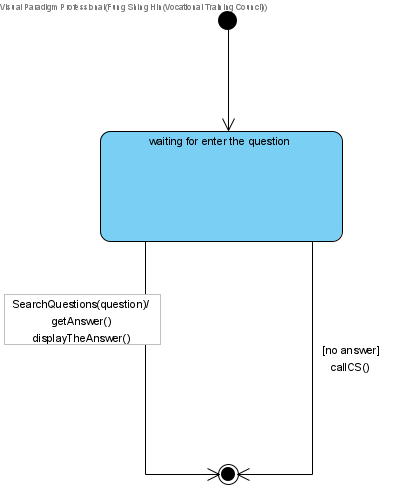 Visual Paradigm Professional(Fung Shing Hin(Vocational Training Council))
waiting for enter the question
SearchQuestions(question)/
getAnswer()
displayTheAnswer()
[no answer]
callCS()